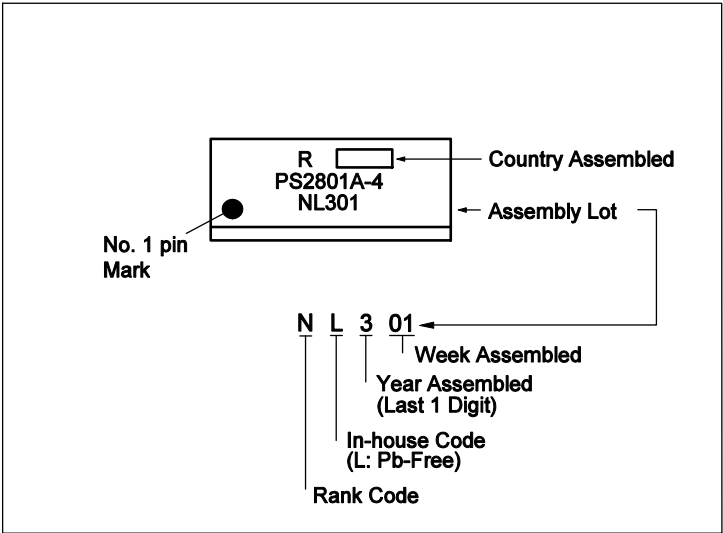 R
Country Assembled
PS2801A-4
NL301
Assembly Lot
No. 1 pin
Mark
N L 3 01
Week Assembled
Year Assembled
(Last 1 Digit)
In-house Code
(L: Pb-Free)
Rank Code